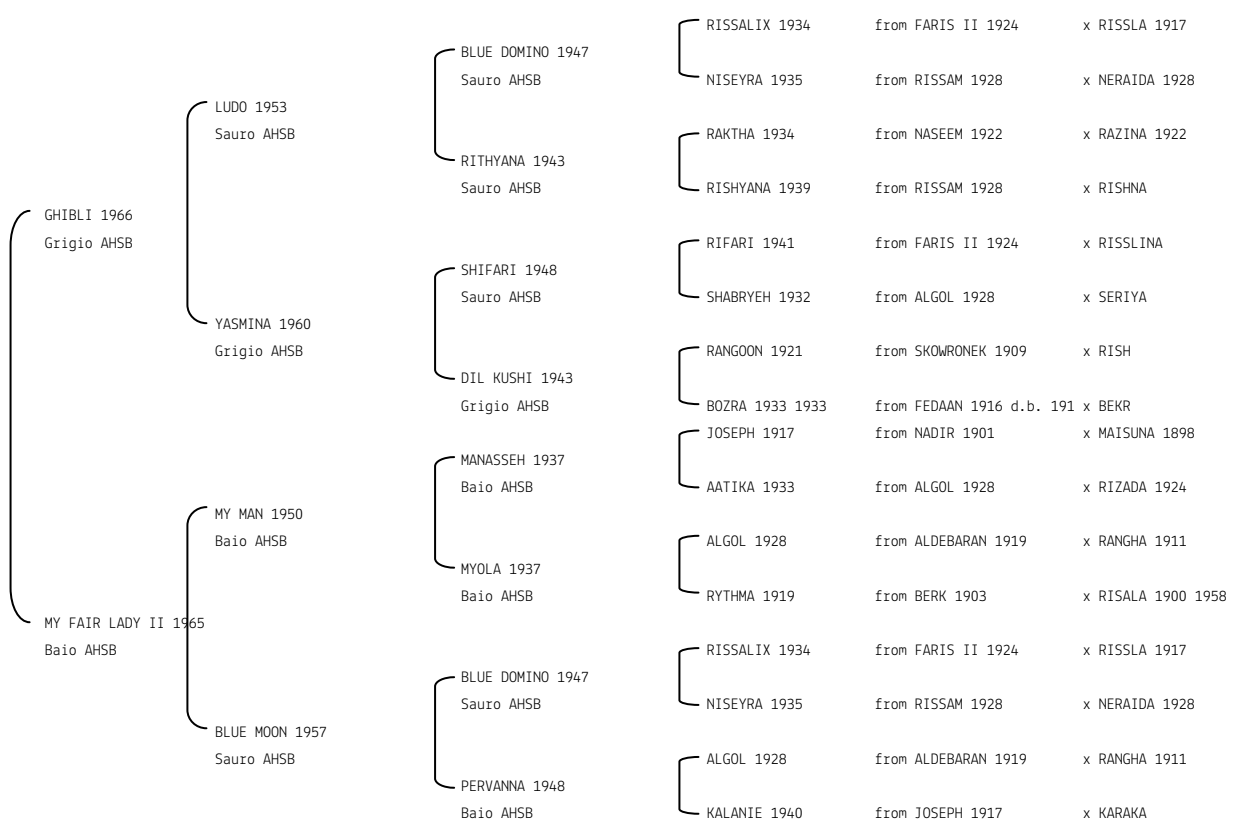 RISSALIX 1934 from FARIS II 1924 x RISSLA 1917
BLUE DOMINO 1947
Sauro AHSB NISEYRA 1935 from RISSAM 1928 x NERAIDA 1928
LUDO 1953
Sauro AHSB RAKTHA 1934 from NASEEM 1922 x RAZINA 1922
RITHYANA 1943
Sauro AHSB RISHYANA 1939 from RISSAM 1928 x RISHNA
GHIBLI 1966
Grigio AHSB RIFARI 1941 from FARIS II 1924 x RISSLINA
SHIFARI 1948
Sauro AHSB SHABRYEH 1932 from ALGOL 1928 x SERIYA
YASMINA 1960
Grigio AHSB RANGOON 1921 from SKOWRONEK 1909 x RISH
DIL KUSHI 1943
Grigio AHSB BOZRA 1933 1933 from FEDAAN 1916 d.b. 191 x BEKR
JOSEPH 1917 from NADIR 1901 x MAISUNA 1898
MANASSEH 1937
Baio AHSB AATIKA 1933 from ALGOL 1928 x RIZADA 1924
MY MAN 1950
Baio AHSB ALGOL 1928 from ALDEBARAN 1919 x RANGHA 1911
MYOLA 1937
Baio AHSB RYTHMA 1919 from BERK 1903 x RISALA 1900 1958
MY FAIR LADY II 1965
Baio AHSB RISSALIX 1934 from FARIS II 1924 x RISSLA 1917
BLUE DOMINO 1947
Sauro AHSB NISEYRA 1935 from RISSAM 1928 x NERAIDA 1928
BLUE MOON 1957
Sauro AHSB ALGOL 1928 from ALDEBARAN 1919 x RANGHA 1911
PERVANNA 1948
Baio AHSB KALANIE 1940 from JOSEPH 1917 x KARAKA